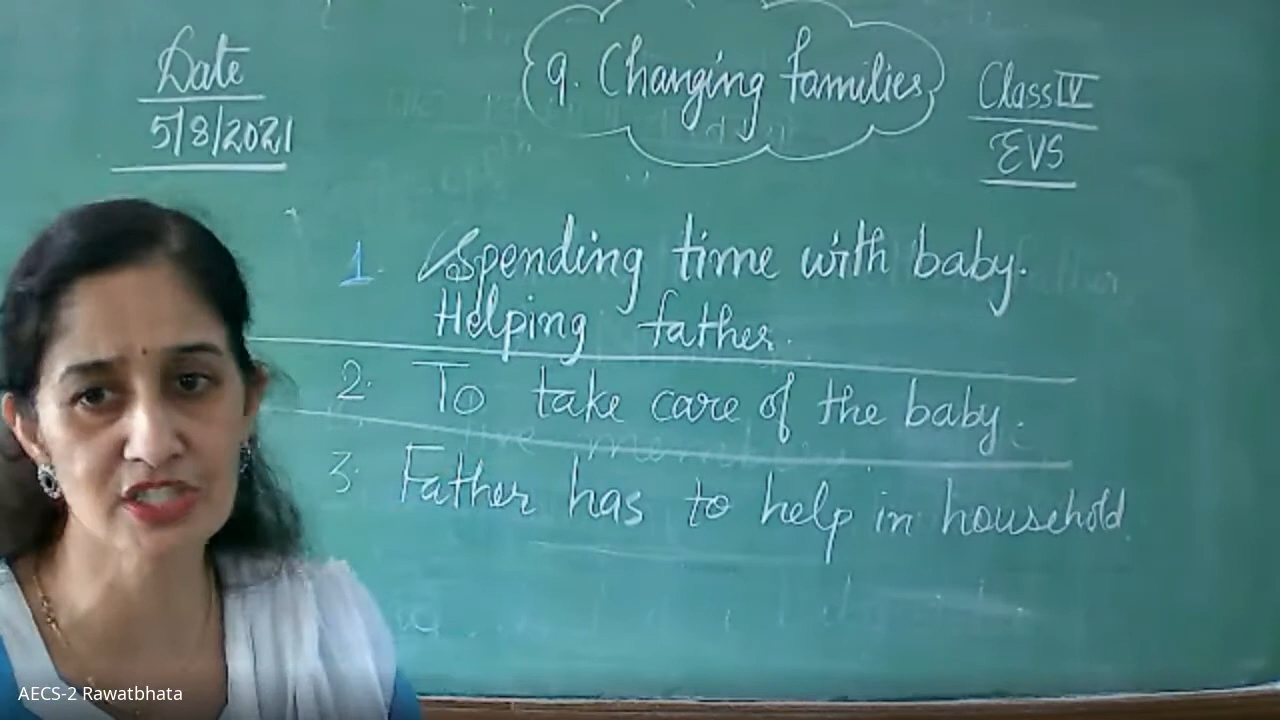 Date
5/8/2021
9. Changing families
Class IV
EVS
1. Spending time with baby.
Helping father.
2. To take care of the baby.
3. Father has to help in household.
AECS-2 Rawatbhata